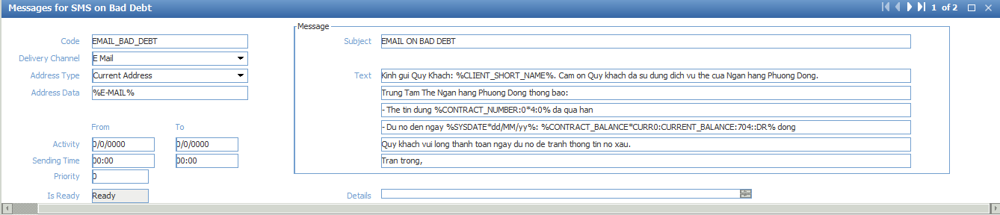 Messages for SMS on Bad Debt
1 of 2
Message
Code EMAIL_BAD_DEBT
Subject EMAIL ON BAD DEBT
Delivery Channel E Mail
Address Type Current Address
Text Kinh gui Quy Khach: %CLIENT_SHORT_NAME%. Cam on Quy khach da su dung dich vu the cua Ngan hang Phuong Dong.
Address Data %E-MAIL%
Trung Tam The Ngan hang Phuong Dong thong bao:
- The tin dung %CONTRACT_NUMBER:0*4:0% da qua han
From To
- Du no den ngay %SYSDATE*dd/MM/yy%: %CONTRACT_BALANCE*CURR0:CURRENT_BALANCE:704::DR% dong
Activity 0/0/0000 0/0/0000
Quy khach vui long thanh toan ngay du no de tranh thong tin no xau.
Sending Time 00:00 00:00
Tran trong,
Priority 0
Is Ready Ready
Details